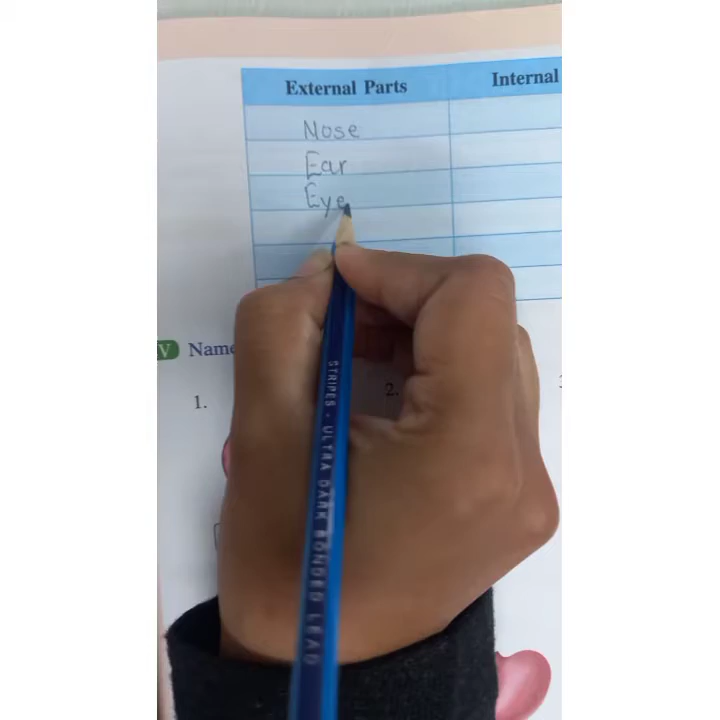 External Parts Internal
Nose
Ear
Eye
V Name
1. 2.
STRIPES - ULTRA DARK BONDED LEAD